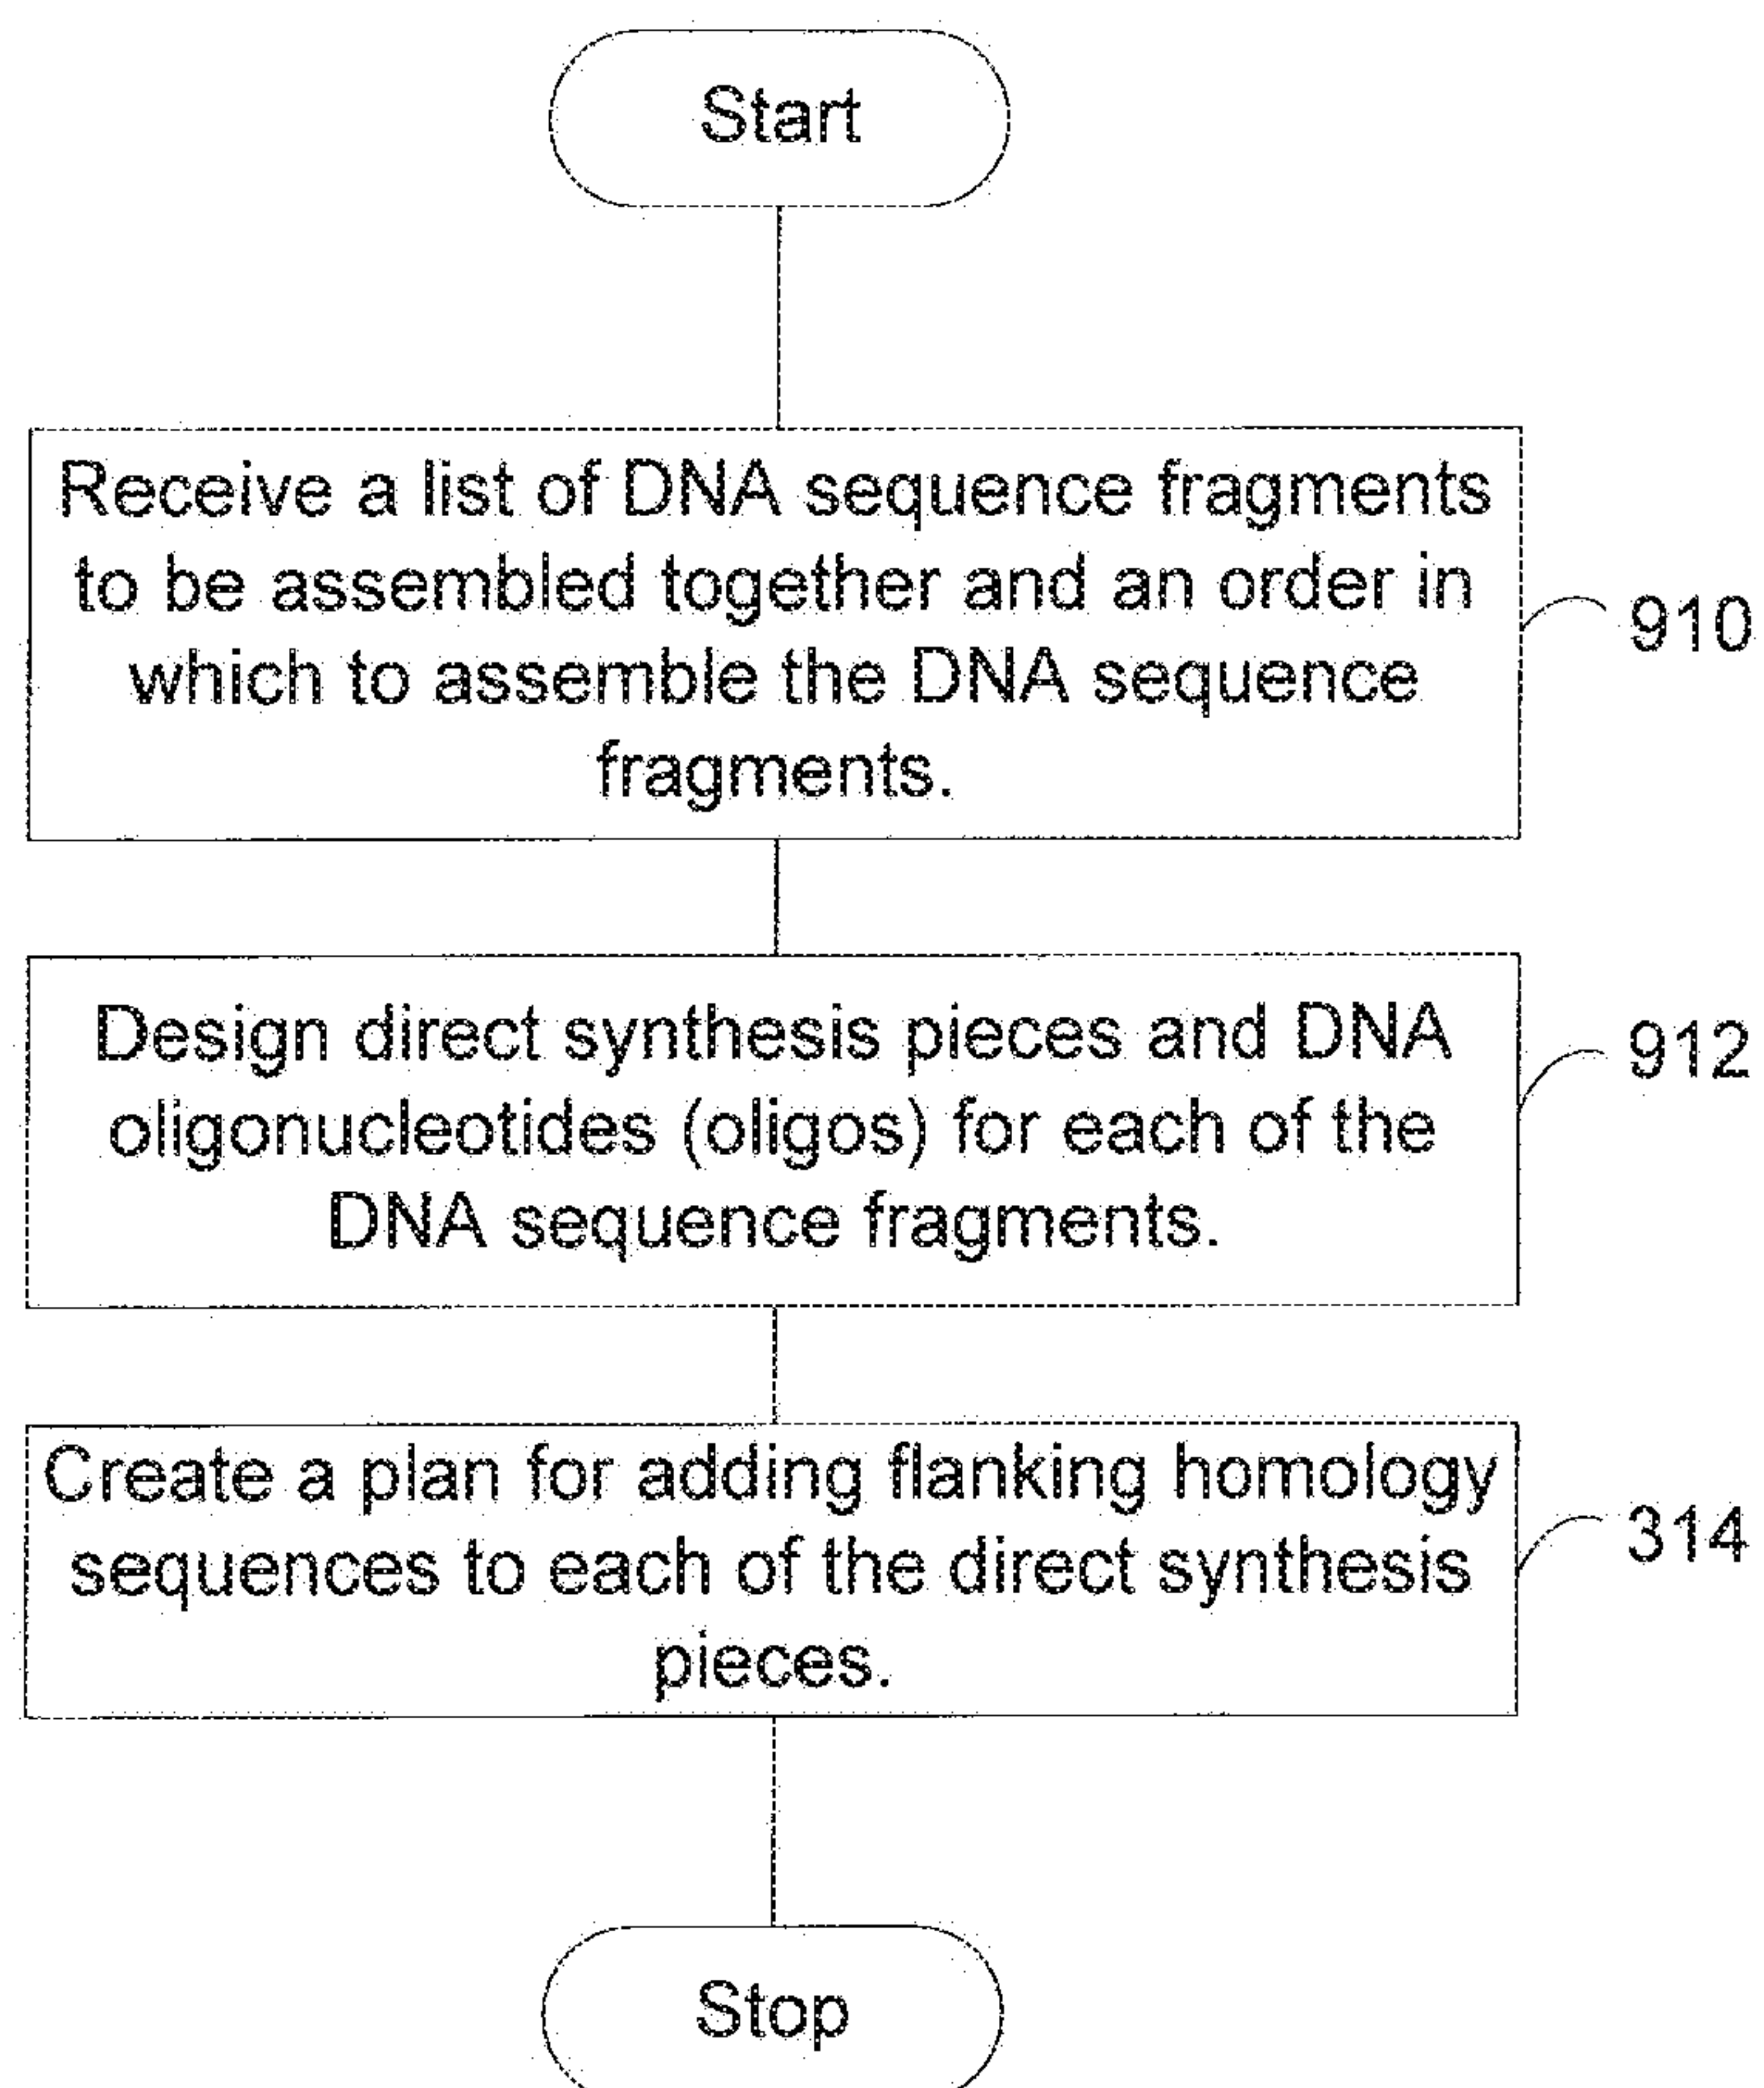 Start
Receive a list of DNA sequence fragments
to be assembled together and an order in
which to assemble the DNA sequence
fragments.
910
Design direct synthesis pieces and DNA
oligonucleotides (oligos) for each of the
DNA sequence fragments.
912
Create a plan for adding flanking homology
sequences to each of the direct synthesis
pieces.
314
Stop